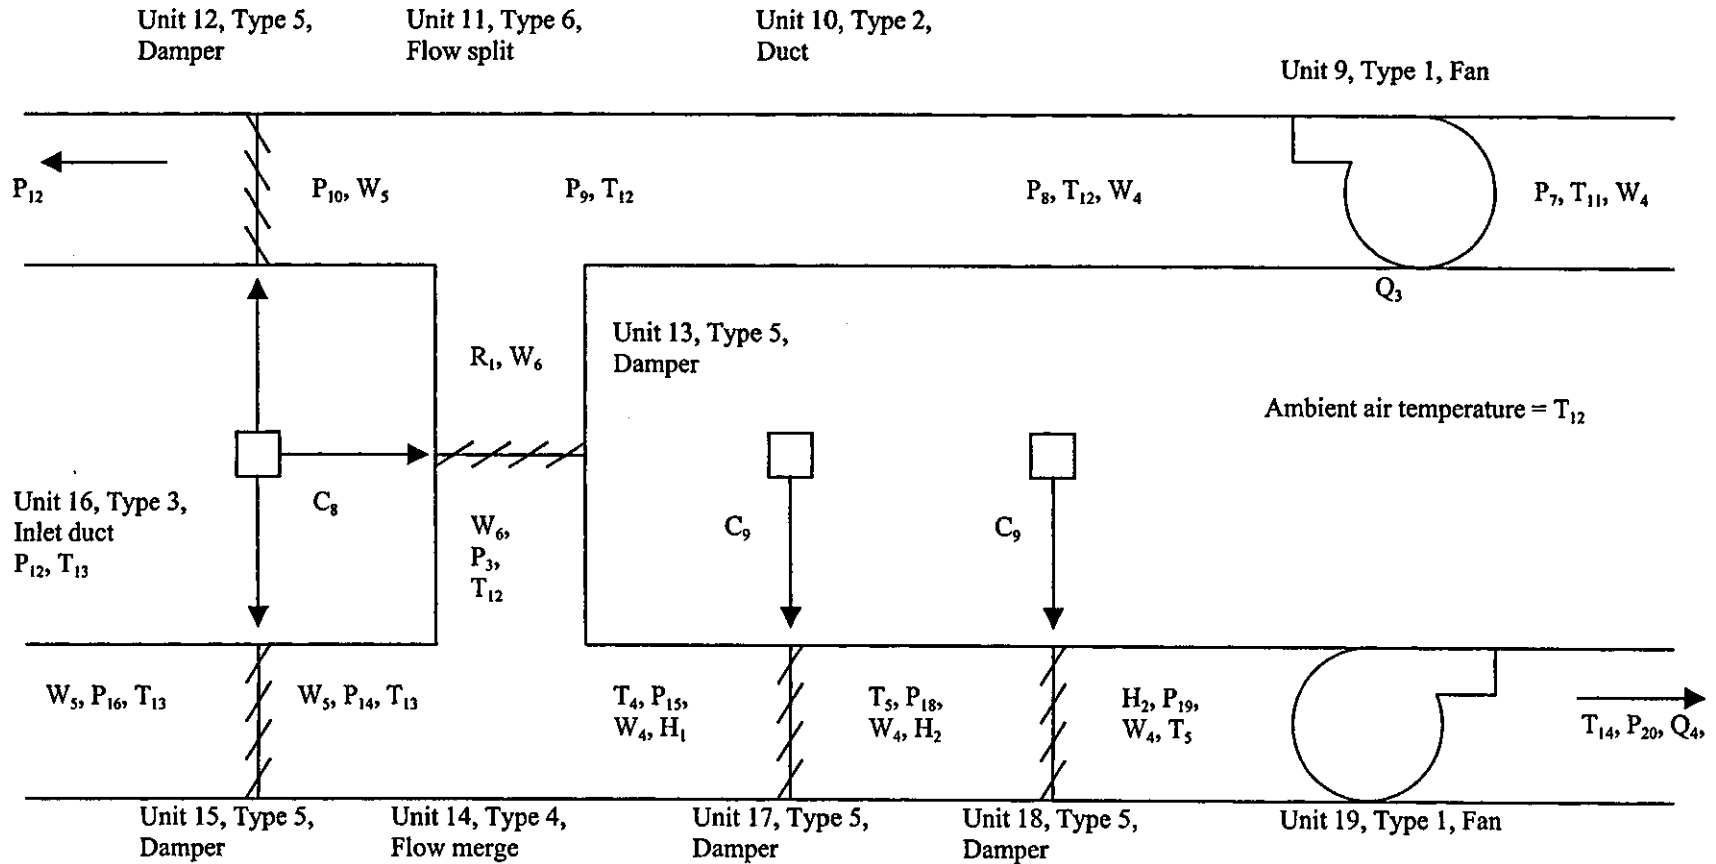 Unit 12, Type 5,
Damper
Unit 11, Type 6,
Flow split
Unit 10, Type 2,
Duct
Unit 9, Type 1, Fan
P₁₂
P₁₀, W₅
P₉, T₁₂
P₈, T₁₂, W₄
P₇, T₁₁, W₄
Q₃
Unit 13, Type 5,
Damper
R₁, W₆
Ambient air temperature = T₁₂
Unit 16, Type 3,
Inlet duct
P₁₂, T₁₃
C₈
W₆,
P₃,
T₁₂
C₉
C₉
W₅, P₁₆, T₁₃
W₅, P₁₄, T₁₃
T₄, P₁₅,
W₄, H₁
T₅, P₁₈,
W₄, H₂
H₂, P₁₉,
W₄, T₅
T₁₄, P₂₀, Q₄,
Unit 15, Type 5,
Damper
Unit 14, Type 4,
Flow merge
Unit 17, Type 5,
Damper
Unit 18, Type 5,
Damper
Unit 19, Type 1, Fan